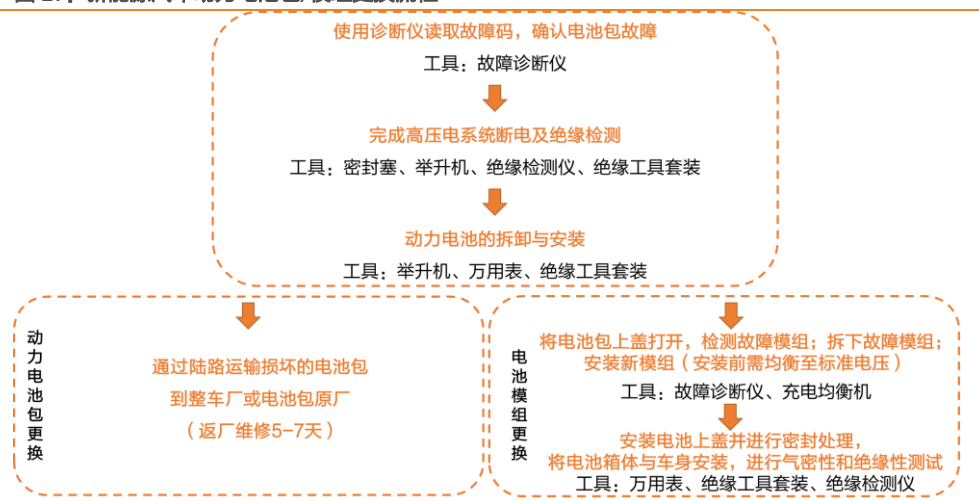 使用诊断仪读取故障码，确认电池包故障
工具：故障诊断仪
完成高压电系统断电及绝缘检测
工具：密封塞、举升机、绝缘检测仪、绝缘工具套装
动力电池的拆卸与安装
工具：举升机、万用表、绝缘工具套装
动力电池包更换
通过陆路运输损坏的电池包
到整车厂或电池包原厂
（返厂维修5-7天）
电池模组更换
将电池包上盖打开，检测故障模组；拆下故障模组；
安装新模组（安装前需均衡至标准电压）
工具：故障诊断仪、充电均衡机
安装电池上盖并进行密封处理，
将电池箱体与车身安装，进行气密性和绝缘性测试
工具：万用表、绝缘工具套装、绝缘检测仪